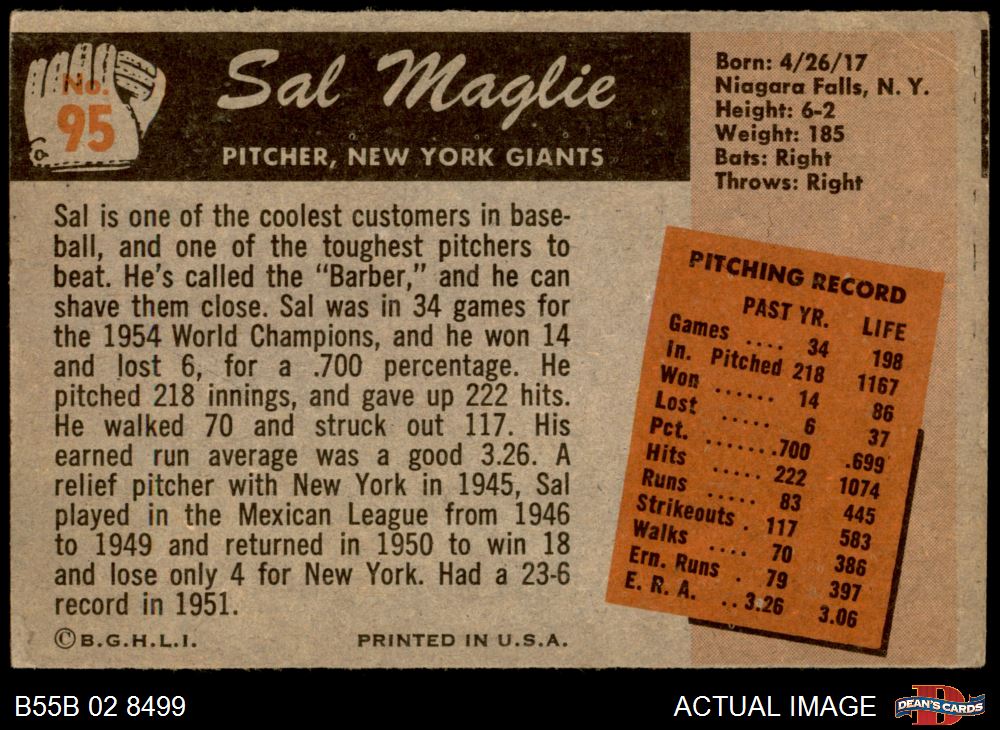 No.
95
Sal Maglie
PITCHER, NEW YORK GIANTS
Born: 4/26/17
Niagara Falls, N. Y.
Height: 6-2
Weight: 185
Bats: Right
Throws: Right
Sal is one of the coolest customers in base-
ball, and one of the toughest pitchers to
beat. He's called the "Barber," and he can
shave them close. Sal was in 34 games for
the 1954 World Champions, and he won 14
and lost 6, for a .700 percentage. He
pitched 218 innings, and gave up 222 hits.
He walked 70 and struck out 117. His
earned run average was a good 3.26. A
relief pitcher with New York in 1945, Sal
played in the Mexican League from 1946
to 1949 and returned in 1950 to win 18
and lose only 4 for New York. Had a 23-6
record in 1951.
©B.G.H.L.I. PRINTED IN U.S.A.
PITCHING RECORD
PAST YR. LIFE
Games .... 34 198
In. Pitched 218 1167
Won ...... 14 86
Lost ..... 6 37
Pct. .......700 .699
Hits ..... 222 1074
Runs ..... 83 445
Strikeouts . 117 583
Walks .... 70 386
Ern. Runs . 79 397
E. R. A. ..3.26 3.06
B55B 02 8499 ACTUAL IMAGE DEAN'S CARDS